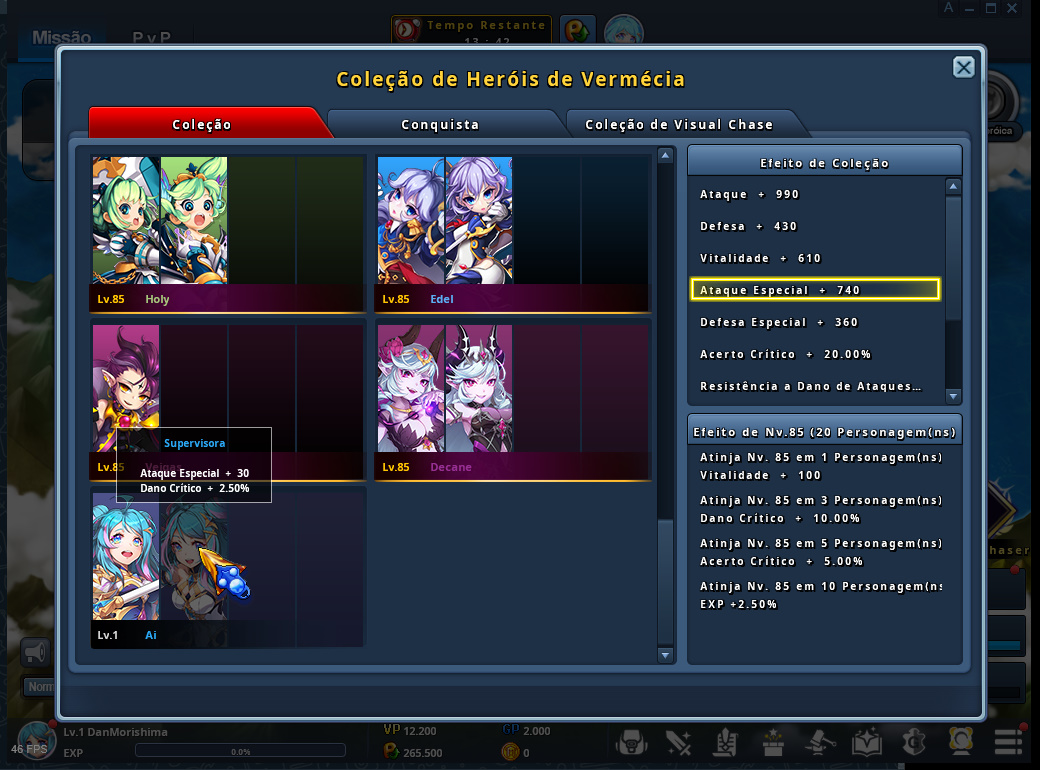 A
Missão
P v P
Tempo Restante
13 : 42
Coleção de Heróis de Vermécia
Coleção
Conquista
Coleção de Visual Chase
Lv.85 Holy
Lv.85 Edel
Lv.85
Lv.85 Decane
Supervisora
Ataque Especial + 30
Dano Crítico + 2.50%
Lv.1 Ai
Efeito de Coleção
Ataque + 990
Defesa + 430
Vitalidade + 610
Ataque Especial + 740
Defesa Especial + 360
Acerto Crítico + 20.00%
Resistência a Dano de Ataques...
Efeito de Nv.85 (20 Personagem(ns)
Atinja Nv. 85 em 1 Personagem(ns)
Vitalidade + 100
Atinja Nv. 85 em 3 Personagem(ns)
Dano Crítico + 10.00%
Atinja Nv. 85 em 5 Personagem(ns)
Acerto Crítico + 5.00%
Atinja Nv. 85 em 10 Personagem(ns
EXP +2.50%
eróica
haser
Norm
Lv.1 DanMorishima
46 FPS
EXP
0.0%
VP 12.200
GP 2.000
265.500
0